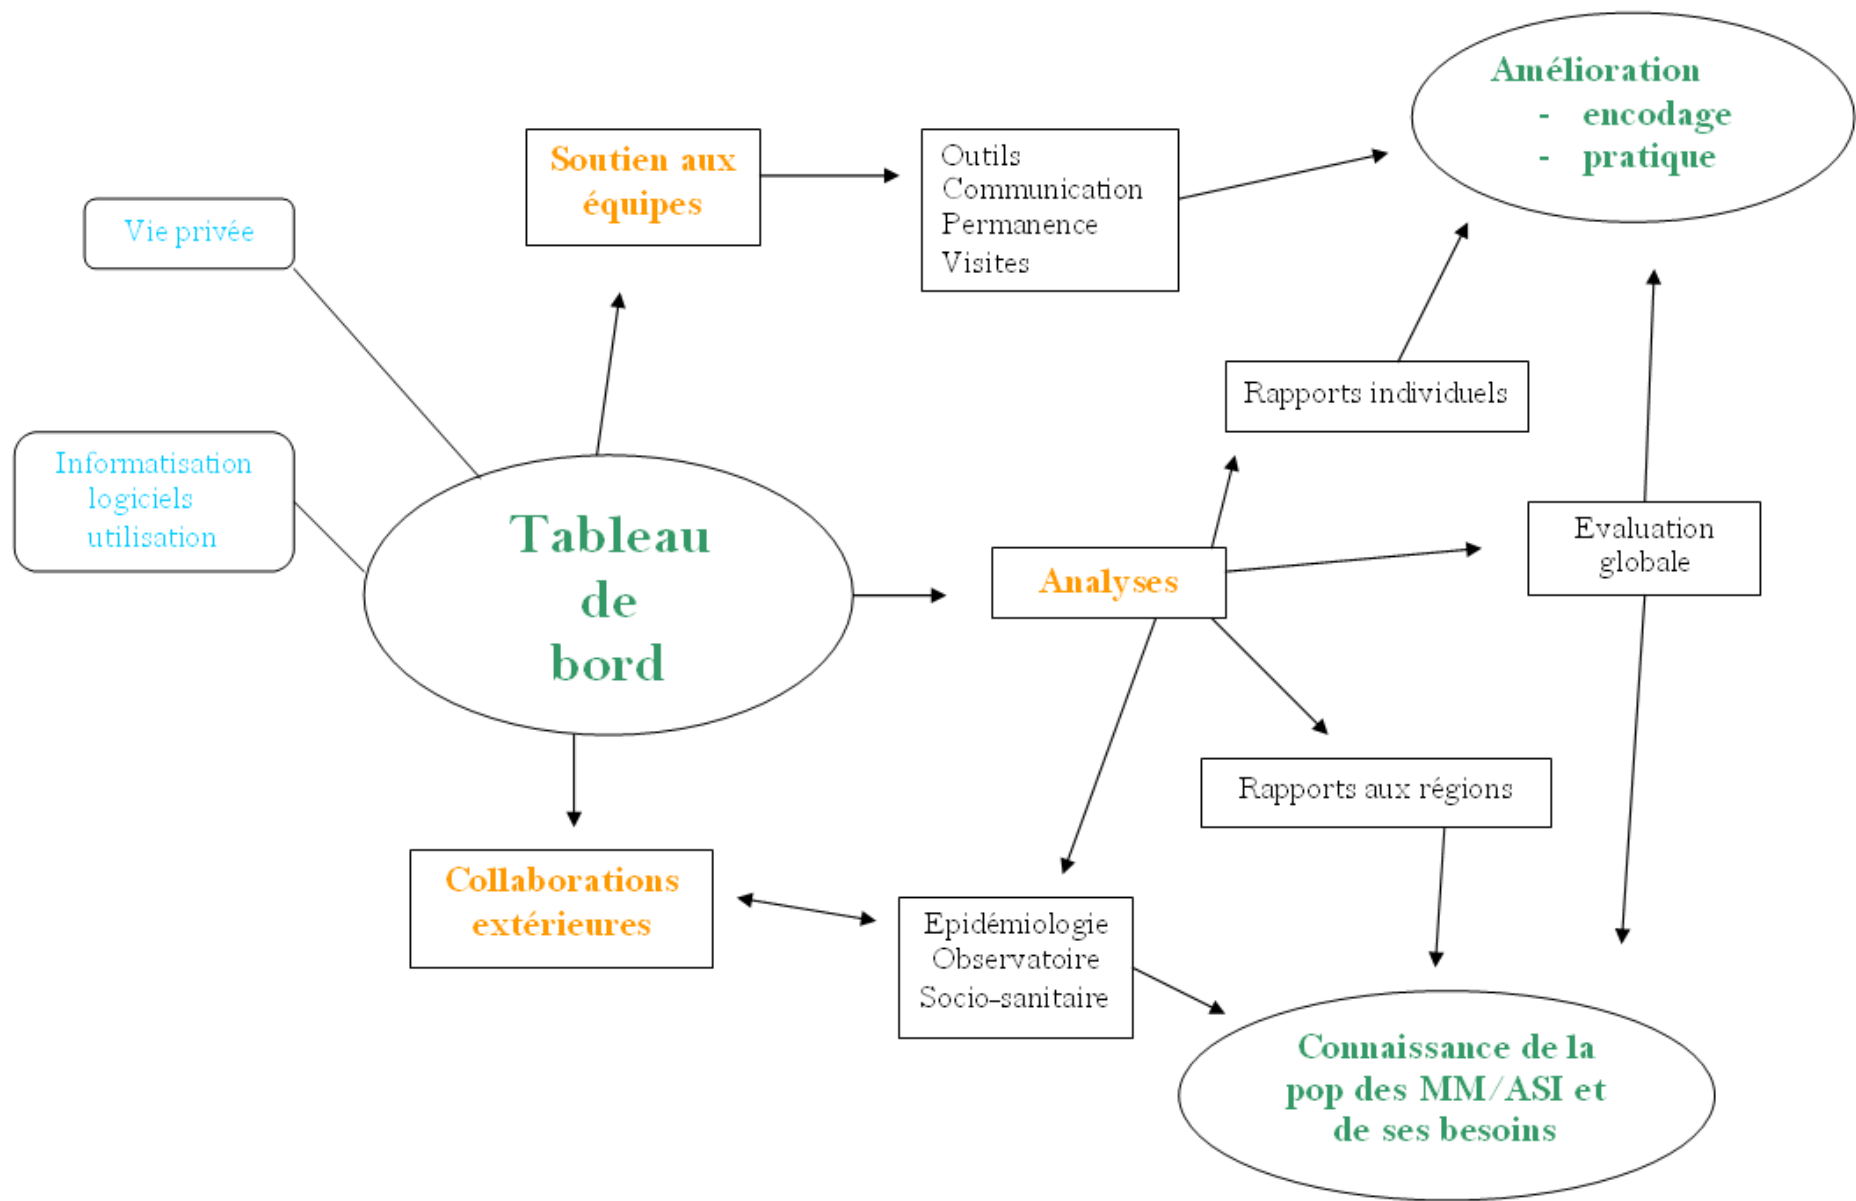 Amélioration
- encodage
- pratique
Soutien aux
équipes
Outils
Communication
Permanence
Visites
Vie privée
Rapports individuels
Informatisation
logiciels
utilisation
Tableau
de
bord
Analyses
Evaluation
globale
Rapports aux régions
Collaborations
extérieures
Epidémiologie
Observatoire
Socio-sanitaire
Connaissance de la
pop des MM/ASI et
de ses besoins